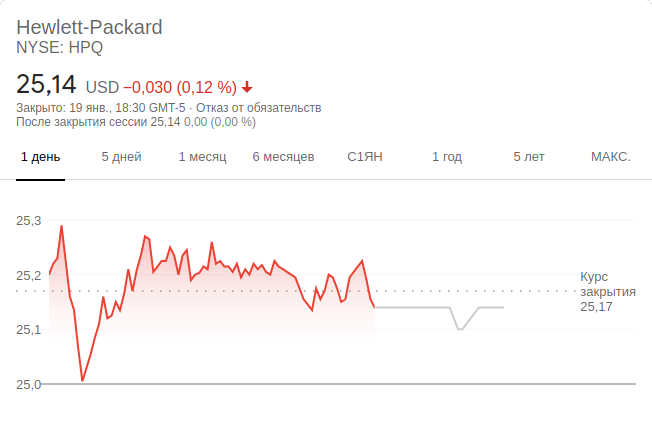 Hewlett-Packard
NYSE: HPQ
25,14 USD −0,030 (0,12 %)
Закрыто: 19 янв., 18:30 GMT-5 · Отказ от обязательств
После закрытия сессии 25,14 0,00 (0,00 %)
1 день 5 дней 1 месяц 6 месяцев С1ЯН 1 год 5 лет МАКС.
25,3
25,2
Курс
закрытия
25,17
25,1
25,0